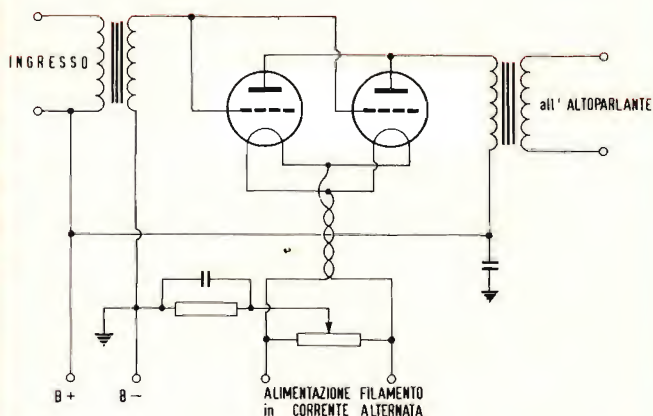 INGRESSO
all' ALTOPARLANTE
B+
B-
ALIMENTAZIONE FILAMENTO
in CORRENTE ALTERNATA